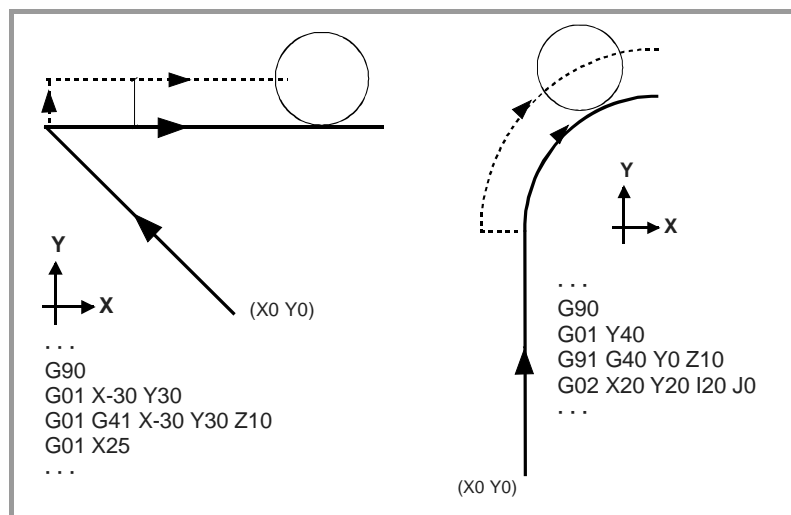 Y
X
(X0 Y0)
. . .
G90
G01 X-30 Y30
G01 G41 X-30 Y30 Z10
G01 X25
. . .
Y
X
. . .
G90
G01 Y40
G91 G40 Y0 Z10
G02 X20 Y20 I20 J0
. . .
(X0 Y0)